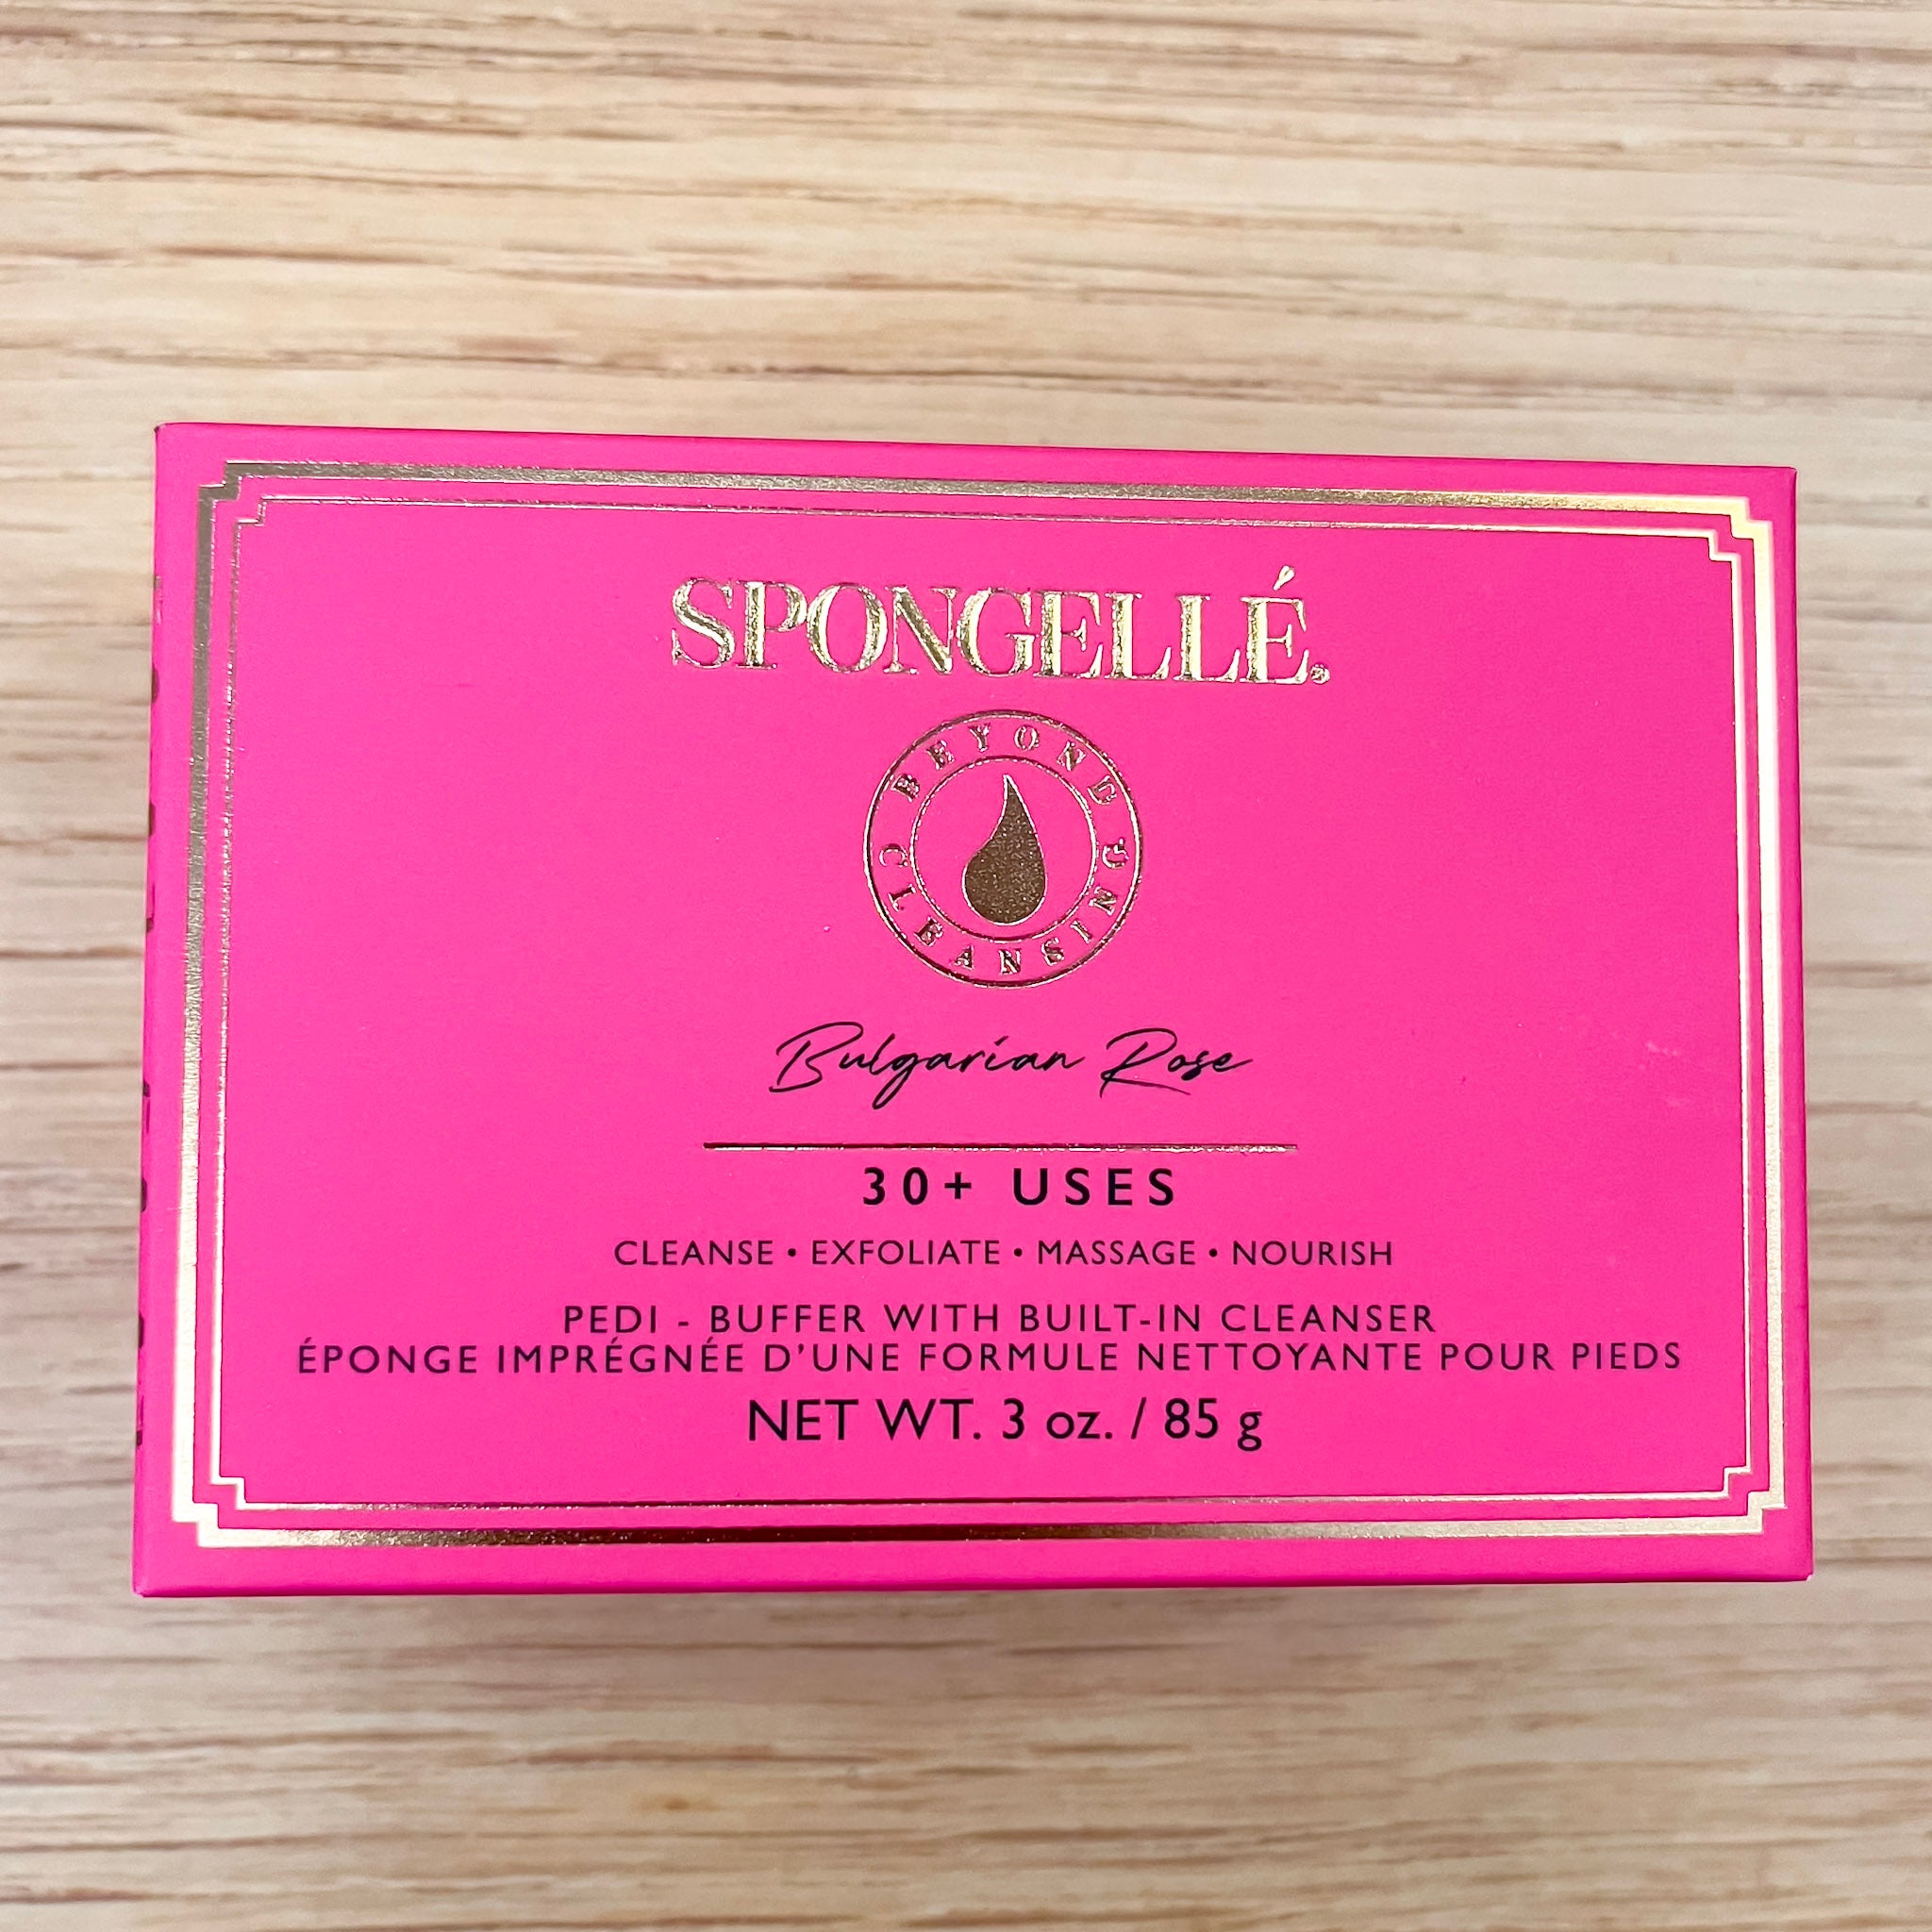 SPONGELLÉ®
BEYOND
CLEANSING
Bulgarian Rose
30+ USES
CLEANSE • EXFOLIATE • MASSAGE • NOURISH
PEDI - BUFFER WITH BUILT-IN CLEANSER
ÉPONGE IMPRÉGNÉE D'UNE FORMULE NETTOYANTE POUR PIEDS
NET WT. 3 oz. / 85 g